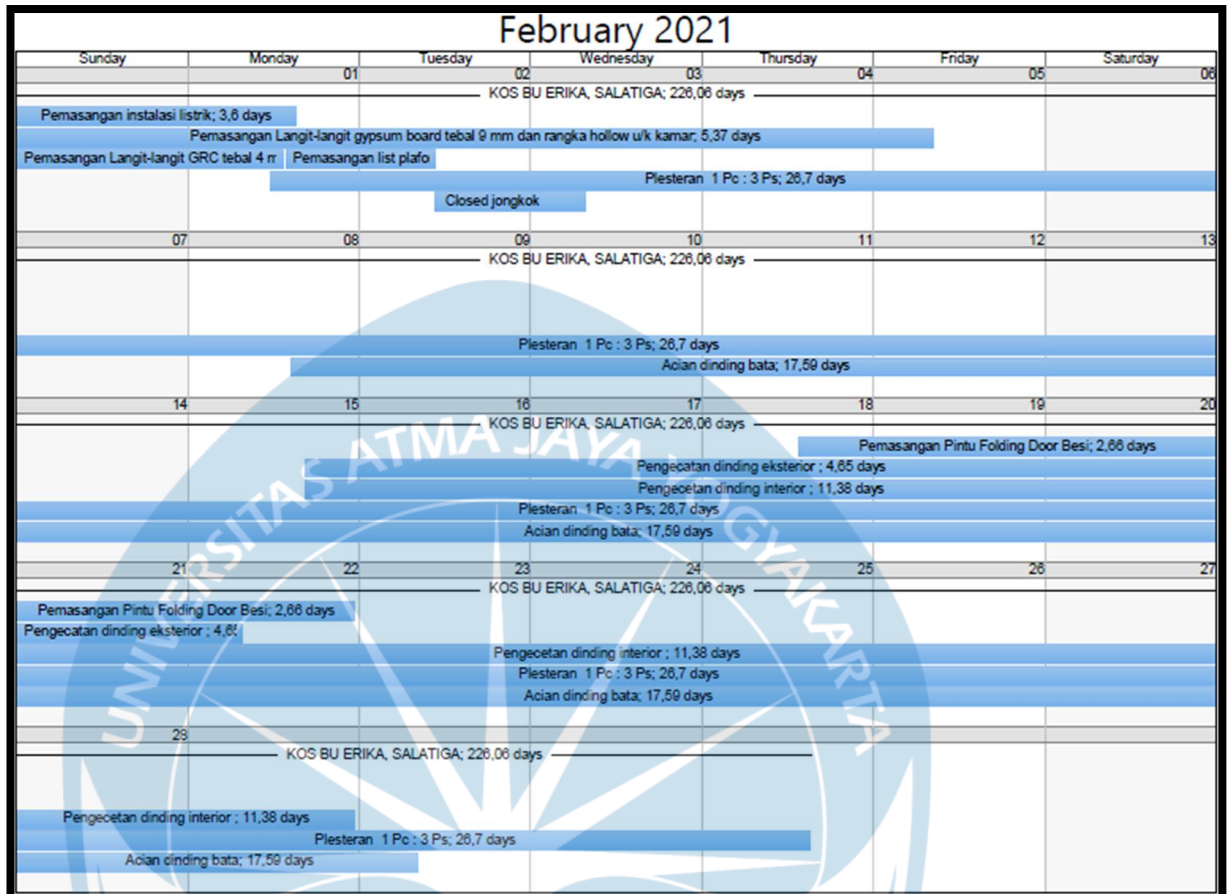 February 2021
Sunday Monday Tuesday Wednesday Thursday Friday Saturday
01 02 03 04 05 06
KOS BU ERIKA, SALATIGA; 226,06 days
Pemasangan instalasi listrik; 3,6 days
Pemasangan Langit-langit gypsum board tebal 9 mm dan rangka hollow u/k kamar; 5,37 days
Pemasangan Langit-langit GRC tebal 4 m Pemasangan list plafo
Plesteran 1 Pc : 3 Ps; 26,7 days
Closed jongkok
07 08 09 10 11 12 13
KOS BU ERIKA, SALATIGA; 226,06 days
Plesteran 1 Pc : 3 Ps; 26,7 days
Acian dinding bata; 17,59 days
14 15 16 17 18 19 20
KOS BU ERIKA, SALATIGA; 226,06 days
Pemasangan Pintu Folding Door Besi; 2,66 days
Pengecatan dinding eksterior ; 4,65 days
Pengecetan dinding interior ; 11,38 days
Plesteran 1 Pc : 3 Ps; 26,7 days
Acian dinding bata; 17,59 days
21 22 23 24 25 26 27
KOS BU ERIKA, SALATIGA; 226,06 days
Pemasangan Pintu Folding Door Besi; 2,66 days
Pengecatan dinding eksterior ; 4,65
Pengecetan dinding interior ; 11,38 days
Plesteran 1 Pc : 3 Ps; 26,7 days
Acian dinding bata; 17,59 days
28
KOS BU ERIKA, SALATIGA; 226,06 days
Pengecetan dinding interior ; 11,38 days
Plesteran 1 Pc : 3 Ps; 26,7 days
Acian dinding bata; 17,59 days
UNIVERSITAS ATMA JAYA YOGYAKARTA